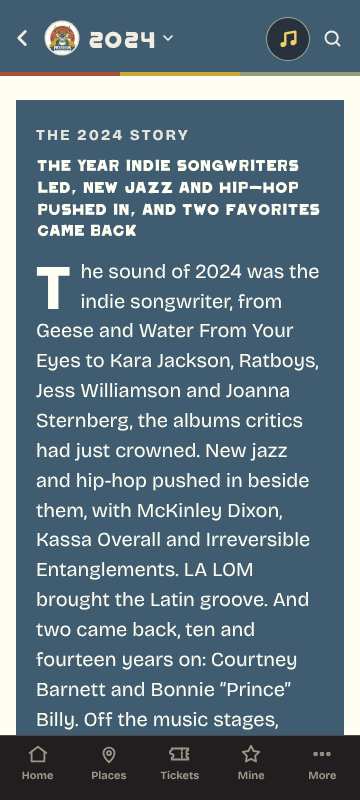 2024
THE 2024 STORY
THE YEAR INDIE SONGWRITERS
LED, NEW JAZZ AND HIP-HOP
PUSHED IN, AND TWO FAVORITES
CAME BACK
The sound of 2024 was the
indie songwriter, from
Geese and Water From Your
Eyes to Kara Jackson, Ratboys,
Jess Williamson and Joanna
Sternberg, the albums critics
had just crowned. New jazz
and hip-hop pushed in beside
them, with McKinley Dixon,
Kassa Overall and Irreversible
Entanglements. LA LOM
brought the Latin groove. And
two came back, ten and
fourteen years on: Courtney
Barnett and Bonnie “Prince”
Billy. Off the music stages,
Home
Places
Tickets
Mine
More